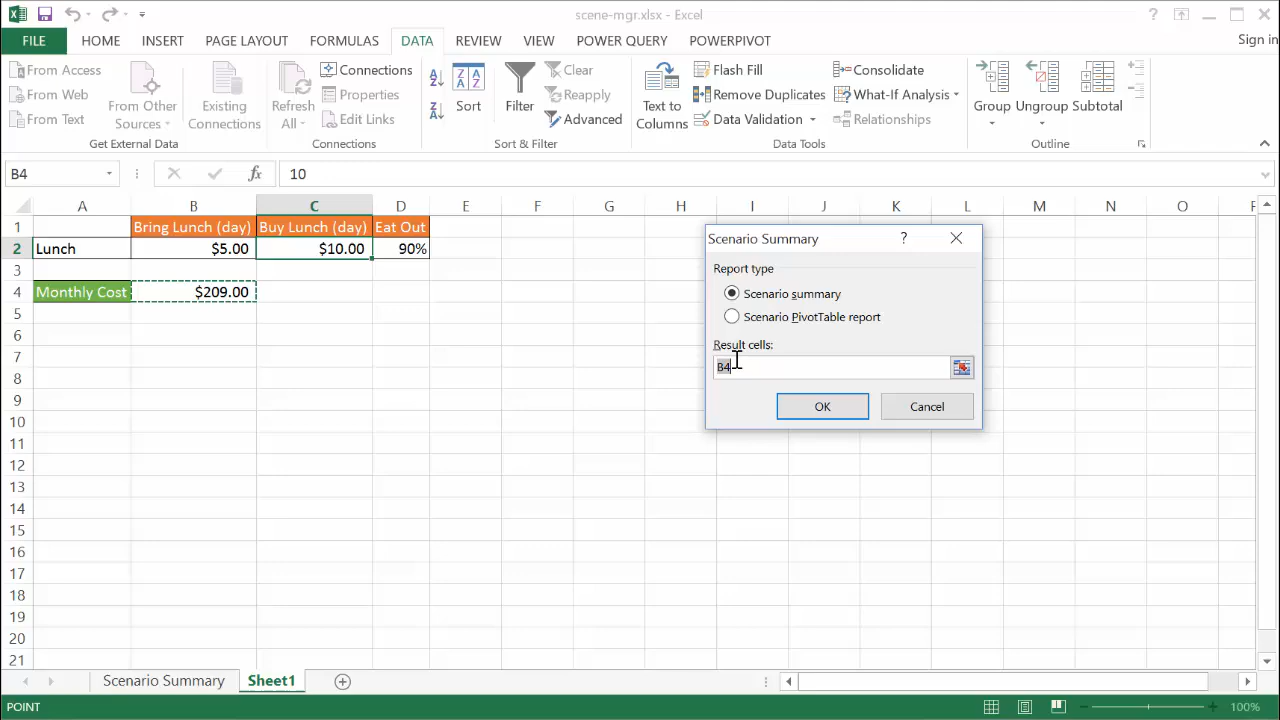 scene-mgr.xlsx - Excel
?
FILE HOME INSERT PAGE LAYOUT FORMULAS DATA REVIEW VIEW POWER QUERY POWERPIVOT Sign in
From Access
From Web
From Text
From Other
Sources
Existing
Connections
Get External Data
Refresh
All
Connections
Properties
Edit Links
Connections
A
Z
Z
A
Z A
A Z
Sort
Filter
Clear
Reapply
Advanced
Sort & Filter
Text to
Columns
Flash Fill
Remove Duplicates
Data Validation
Consolidate
What-If Analysis
Relationships
Data Tools
Group
Ungroup
Subtotal
Outline
B4 fx 10
A B C D E F G H I J K L M N O P
1 Bring Lunch (day) Buy Lunch (day) Eat Out
2 Lunch $5.00 $10.00 90%
3
4 Monthly Cost $209.00
5
6
7
8
9
10
11
12
13
14
15
16
17
18
19
20
21
Scenario Summary ?
Report type
Scenario summary
Scenario PivotTable report
Result cells:
B4
OK Cancel
Scenario Summary Sheet1
POINT 100%